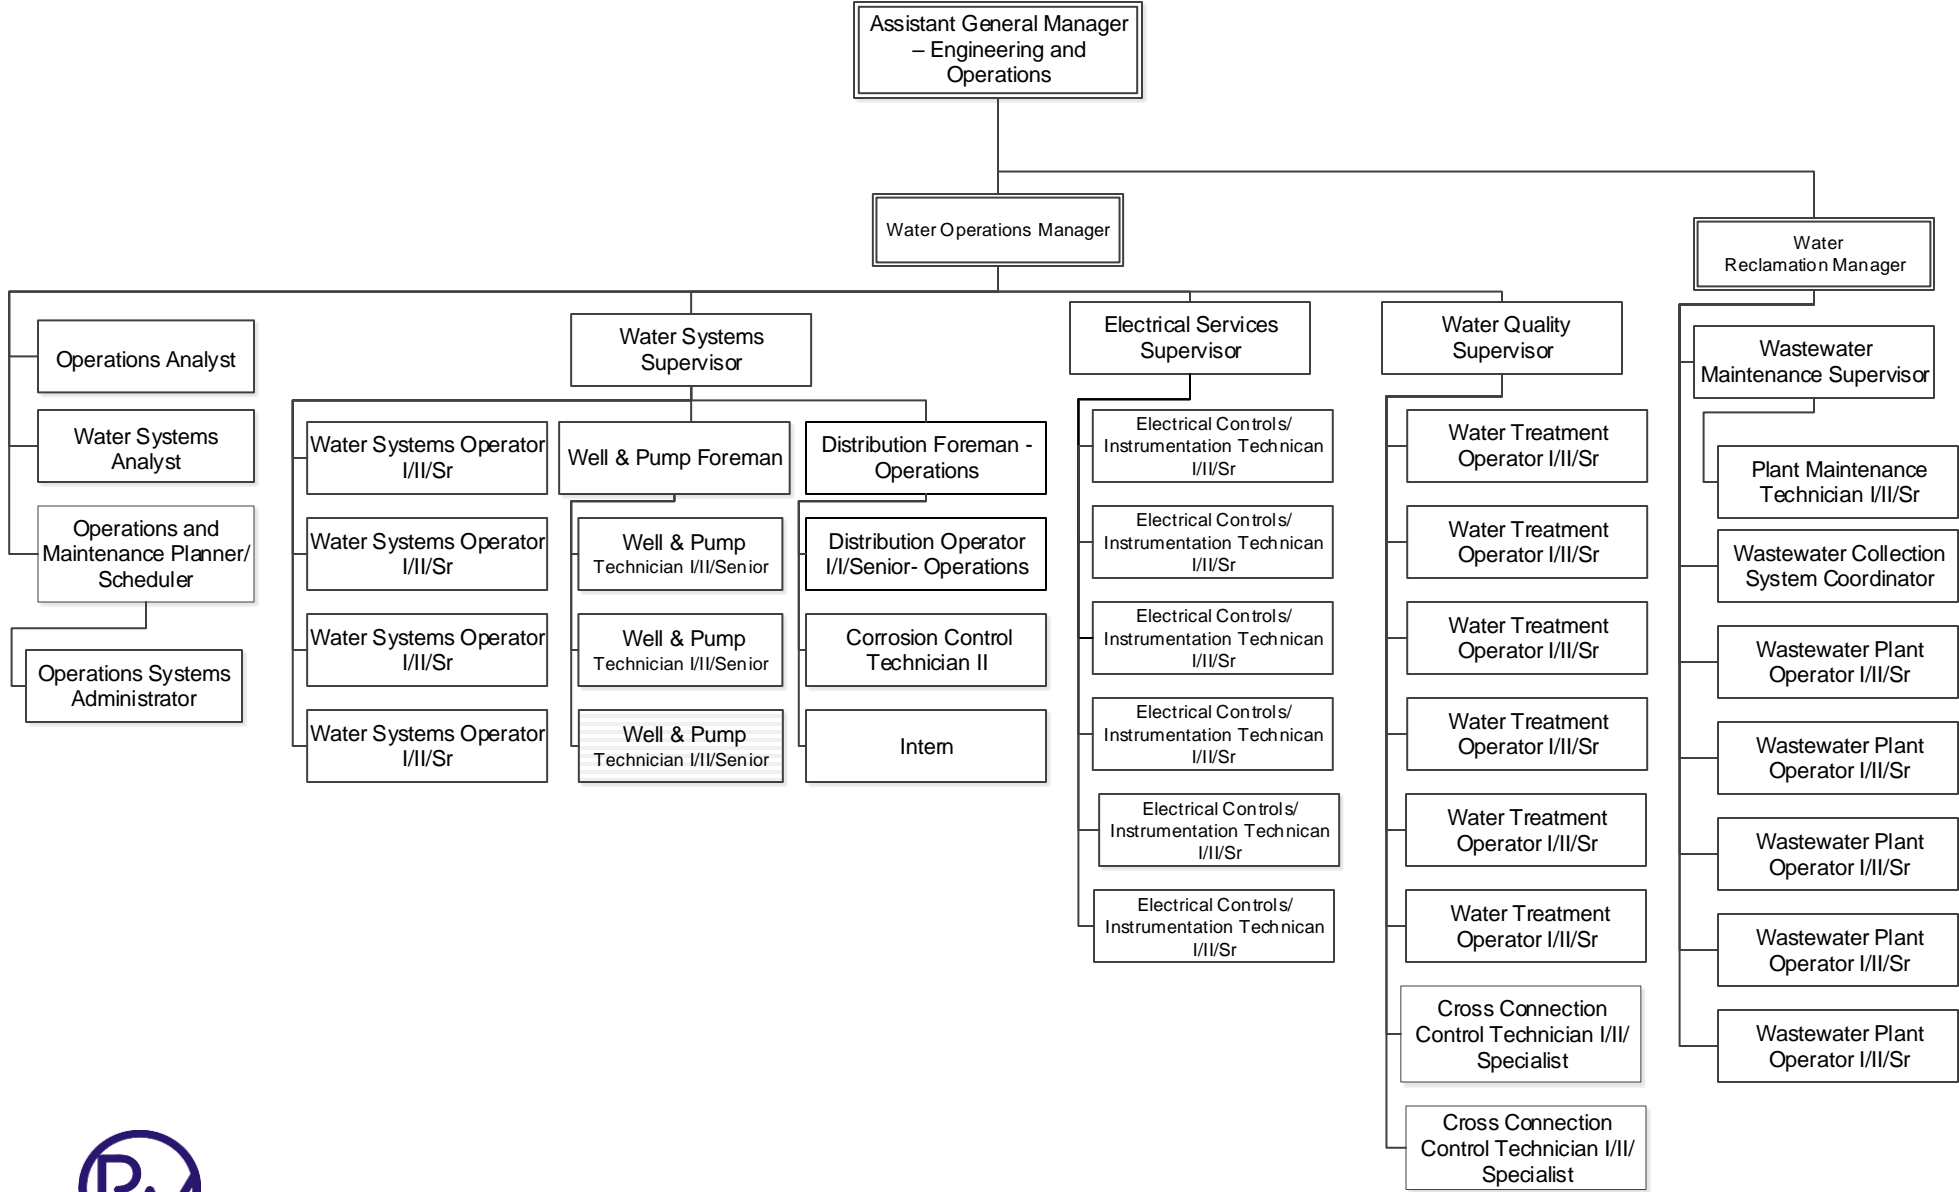 Assistant General Manager
– Engineering and
Operations
Water Operations Manager
Water
Reclamation Manager
Operations Analyst
Water Systems
Analyst
Operations and
Maintenance Planner/
Scheduler
Operations Systems
Administrator
Water Systems
Supervisor
Water Systems Operator
I/II/Sr
Water Systems Operator
I/II/Sr
Water Systems Operator
I/II/Sr
Water Systems Operator
I/II/Sr
Well & Pump Foreman
Well & Pump
Technician I/II/Senior
Well & Pump
Technician I/II/Senior
Well & Pump
Technician I/II/Senior
Distribution Foreman -
Operations
Distribution Operator
I/I/Senior- Operations
Corrosion Control
Technician II
Intern
Electrical Services
Supervisor
Electrical Controls/
Instrumentation Technican
I/II/Sr
Electrical Controls/
Instrumentation Technican
I/II/Sr
Electrical Controls/
Instrumentation Technican
I/II/Sr
Electrical Controls/
Instrumentation Technican
I/II/Sr
Electrical Controls/
Instrumentation Technican
I/II/Sr
Electrical Controls/
Instrumentation Technican
I/II/Sr
Water Quality
Supervisor
Water Treatment
Operator I/II/Sr
Water Treatment
Operator I/II/Sr
Water Treatment
Operator I/II/Sr
Water Treatment
Operator I/II/Sr
Water Treatment
Operator I/II/Sr
Water Treatment
Operator I/II/Sr
Cross Connection
Control Technician I/II/
Specialist
Cross Connection
Control Technician I/II/
Specialist
Wastewater
Maintenance Supervisor
Plant Maintenance
Technician I/II/Sr
Wastewater Collection
System Coordinator
Wastewater Plant
Operator I/II/Sr
Wastewater Plant
Operator I/II/Sr
Wastewater Plant
Operator I/II/Sr
Wastewater Plant
Operator I/II/Sr
Wastewater Plant
Operator I/II/Sr